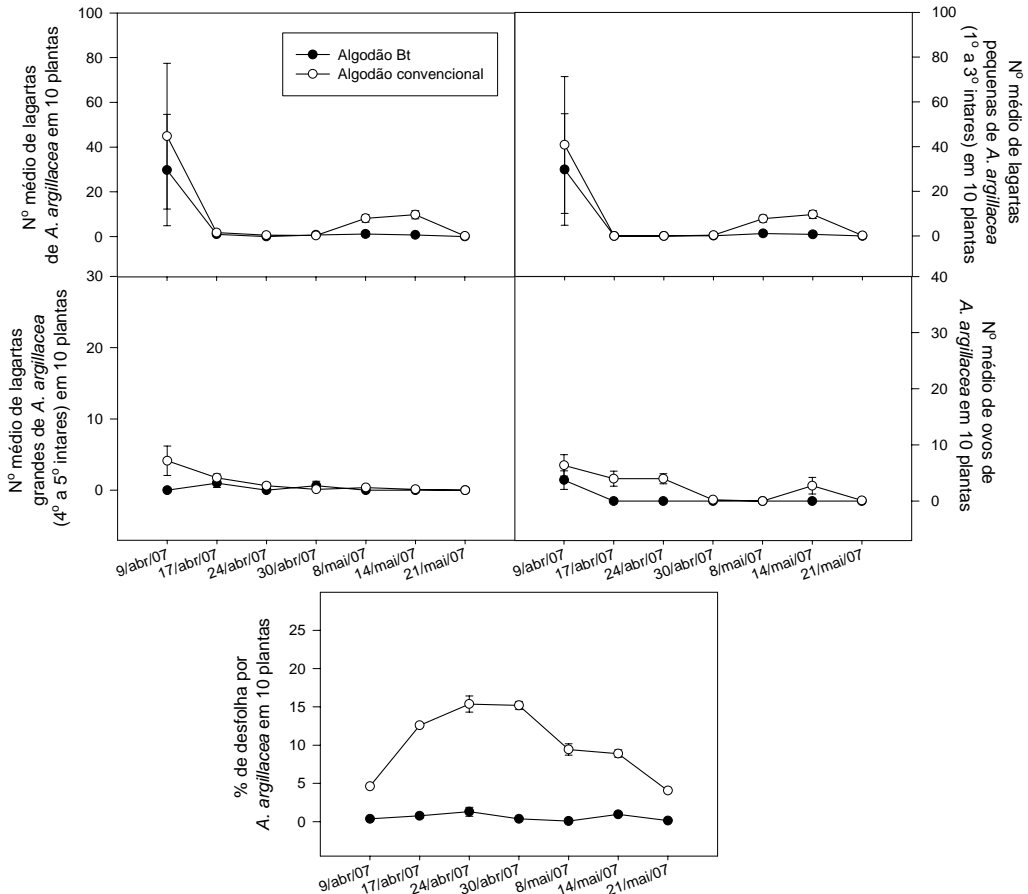 Nº médio de lagartas
de A. argillacea em 10 plantas
100
80
60
40
20
0
Algodão Bt
Algodão convencional
100
80
60
40
20
0
Nº médio de lagartas
pequenas de A. argillacea
(1º a 3º intares) em 10 plantas
Nº médio de lagartas
grandes de A. argillacea
(4º a 5º intares) em 10 plantas
30
20
10
0
40
30
20
10
0
Nº médio de ovos de
A. argillacea em 10 plantas
9/abr/07
17/abr/07
24/abr/07
30/abr/07
8/mai/07
14/mai/07
21/mai/07
9/abr/07
17/abr/07
24/abr/07
30/abr/07
8/mai/07
14/mai/07
21/mai/07
% de desfolha por
A. argillacea em 10 plantas
25
20
15
10
5
0
9/abr/07
17/abr/07
24/abr/07
30/abr/07
8/mai/07
14/mai/07
21/mai/07